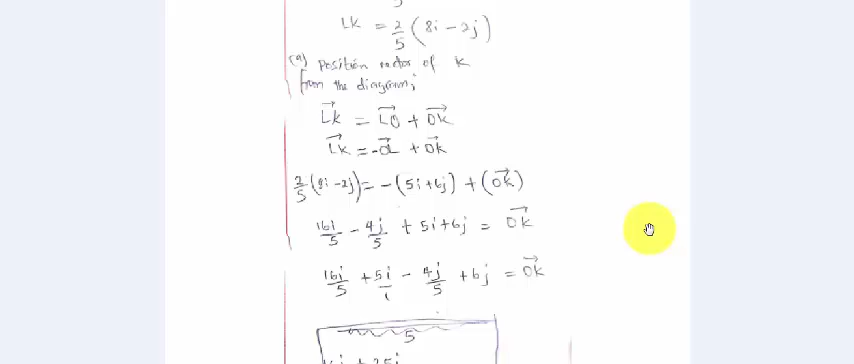 LK = 2/5 (8i - 2j)
(a) Position vector of K
from the diagram;
LK = LO + OK
LK = -OL + OK
2/5 (8i - 2j) = -(5i + 6j) + (OK)
16i/5 - 4j/5 + 5i + 6j = OK
16i/5 + 5i/1 - 4j/5 + 6j = OK
5